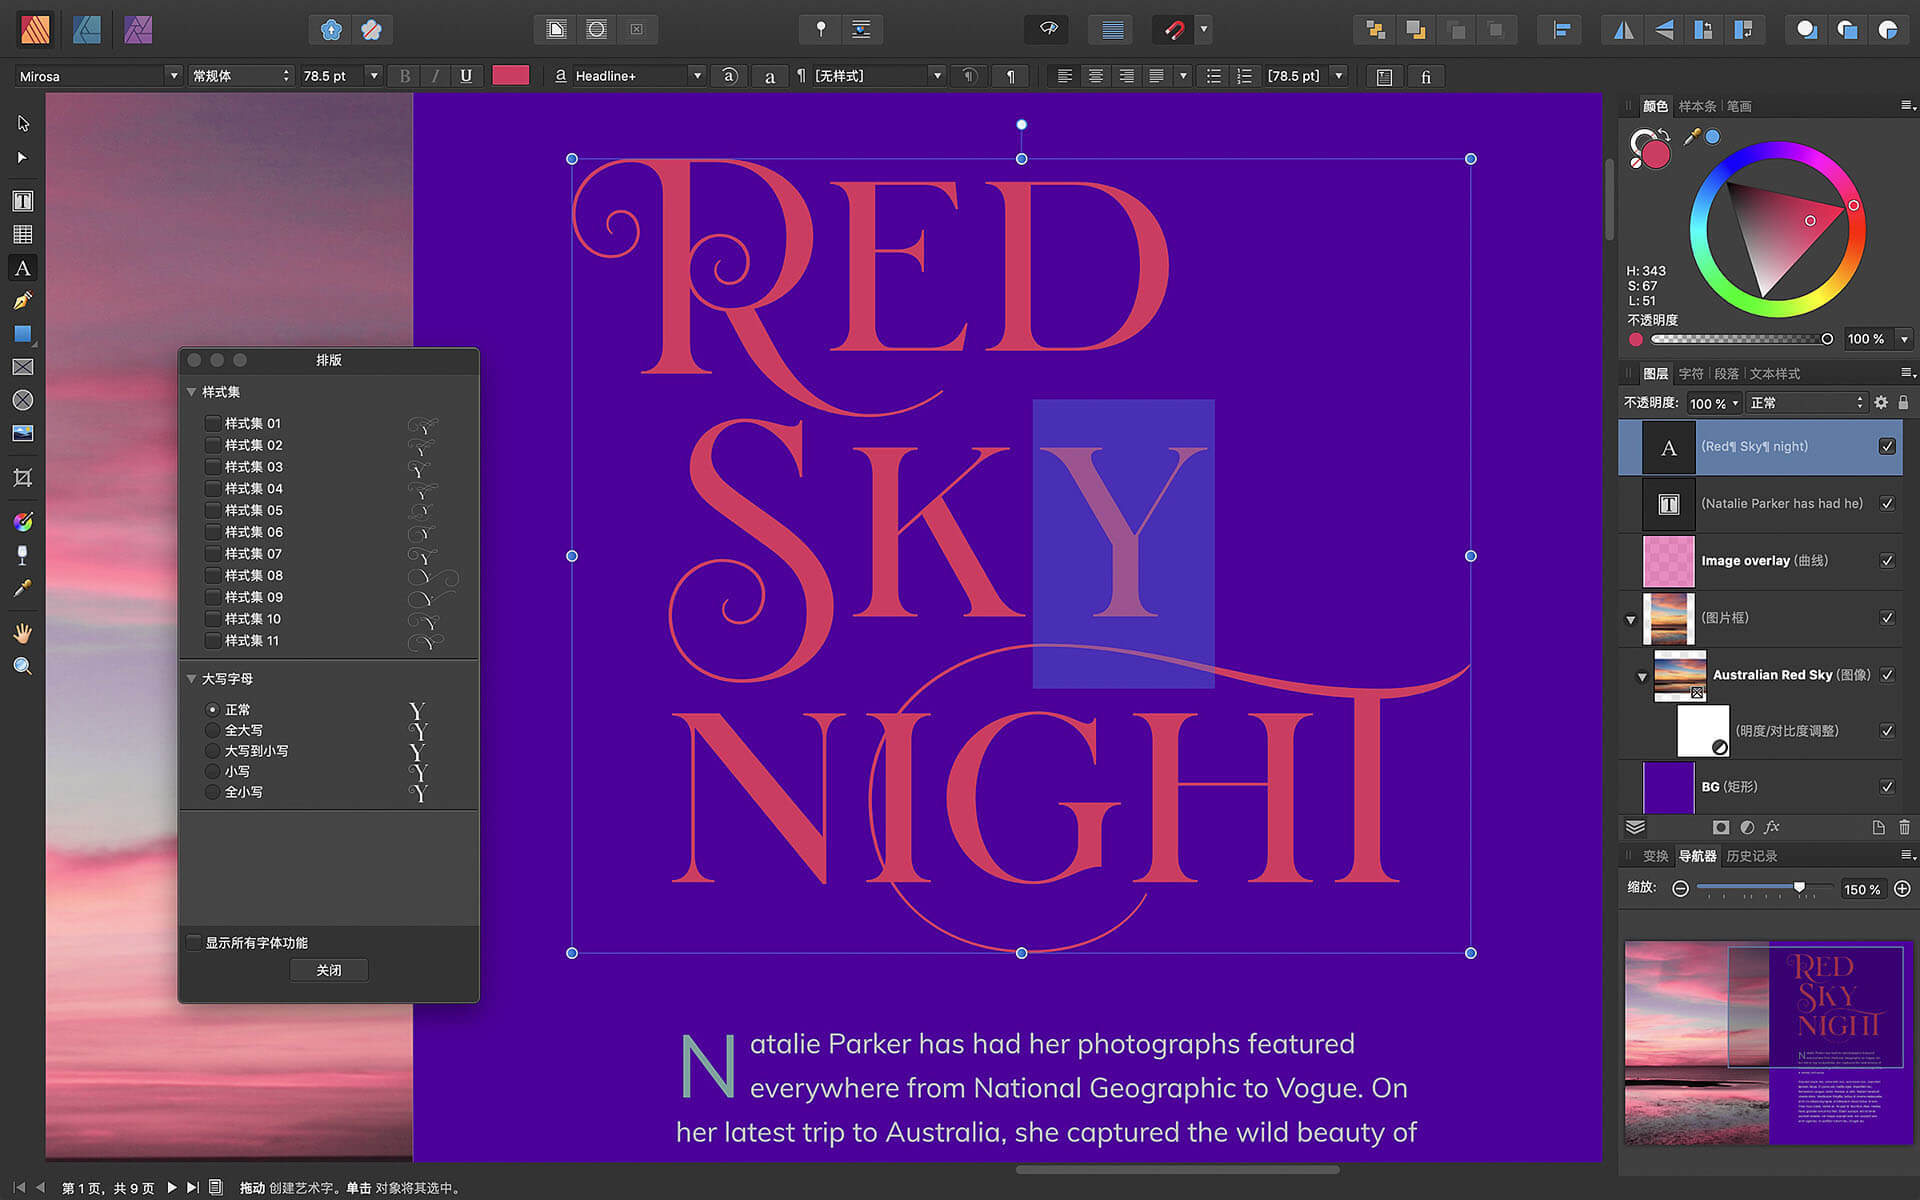 Mirosa
常规体
78.5 pt
B I U
a Headline+
a a
¶ [无样式]
¶ ¶
[78.5 pt]
fi
颜色 样本条 笔画
H: 343
S: 67
L: 51
不透明度
100 %
图层 字符 段落 文本样式
不透明度: 100 % 正常
A (Red¶ Sky¶ night)
T (Natalie Parker has had he)
Image overlay (曲线)
(图片框)
Australian Red Sky (图像)
(明度/对比度调整)
BG (矩形)
fx
变换 导航器 历史记录
缩放: 150 %
RED
SKY
NIGHT
排版
样式集
样式集 01
样式集 02
样式集 03
样式集 04
样式集 05
样式集 06
样式集 07
样式集 08
样式集 09
样式集 10
样式集 11
大写字母
正常 Y
全大写 Y
大写到小写 Y
小写 Y
全小写 Y
显示所有字体功能
关闭
RED
SKY
NIGHT
Natalie Parker has had her photographs featured
everywhere from National Geographic to Vogue. On
her latest trip to Australia, she captured the wild beauty of
第 1 页，共 9 页
拖动 创建艺术字。单击 对象将其选中。